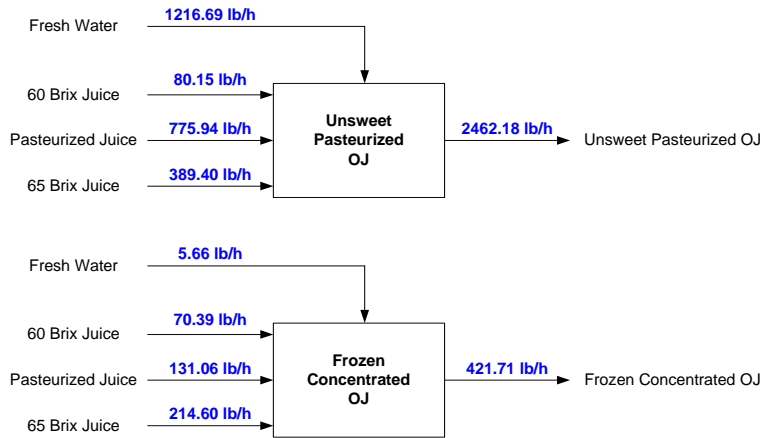 1216.69 lb/h
Fresh Water
80.15 lb/h
60 Brix Juice
Unsweet
Pasteurized
OJ
775.94 lb/h
Pasteurized Juice
2462.18 lb/h
Unsweet Pasteurized OJ
389.40 lb/h
65 Brix Juice
5.66 lb/h
Fresh Water
70.39 lb/h
60 Brix Juice
Frozen
Concentrated
OJ
131.06 lb/h
Pasteurized Juice
421.71 lb/h
Frozen Concentrated OJ
214.60 lb/h
65 Brix Juice